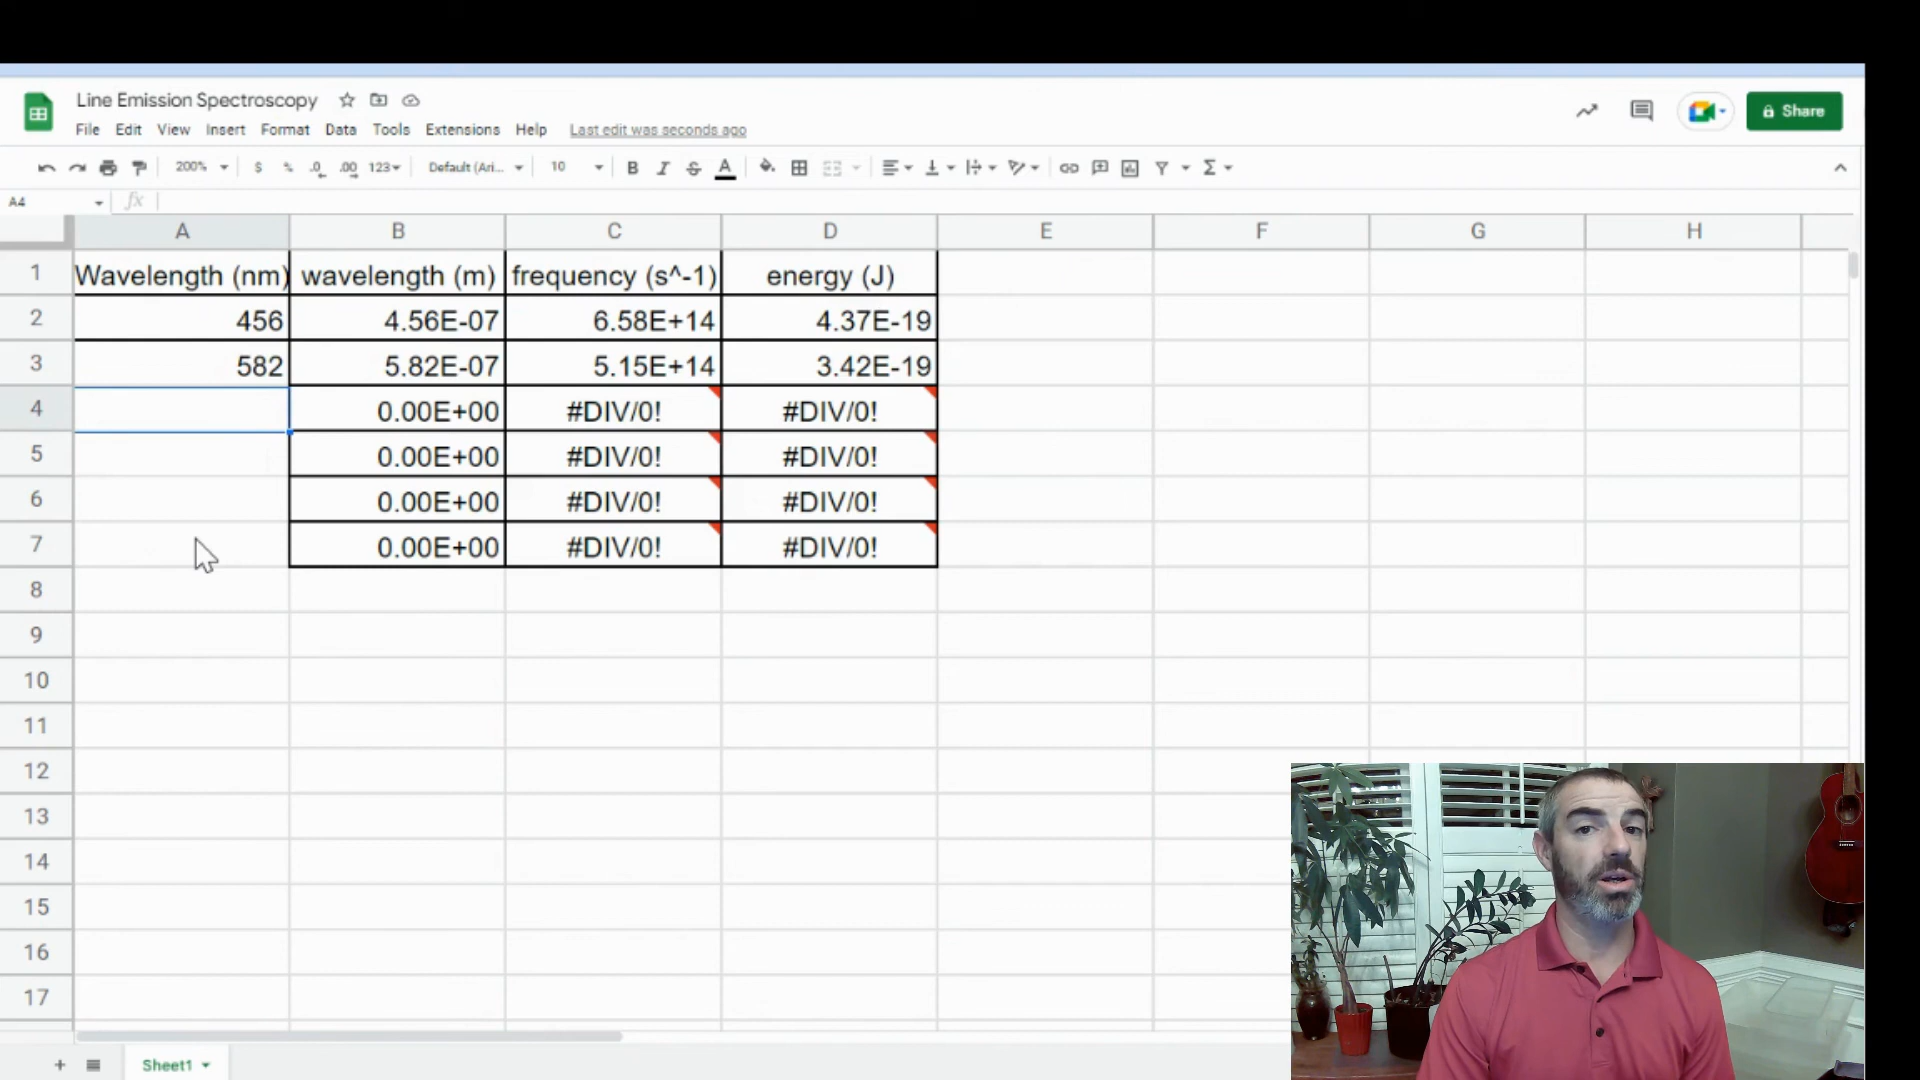 Line Emission Spectroscopy
Share
File Edit View Insert Format Data Tools Extensions Help Last edit was seconds ago
200% $ % .0 .00 123 Default (Ari... 10 B I S A Σ
A4 fx
A B C D E F G H
1 Wavelength (nm) wavelength (m) frequency (s^-1) energy (J)
2 456 4.56E-07 6.58E+14 4.37E-19
3 582 5.82E-07 5.15E+14 3.42E-19
4 0.00E+00 #DIV/0! #DIV/0!
5 0.00E+00 #DIV/0! #DIV/0!
6 0.00E+00 #DIV/0! #DIV/0!
7 0.00E+00 #DIV/0! #DIV/0!
8
9
10
11
12
13
14
15
16
17
+ Sheet1